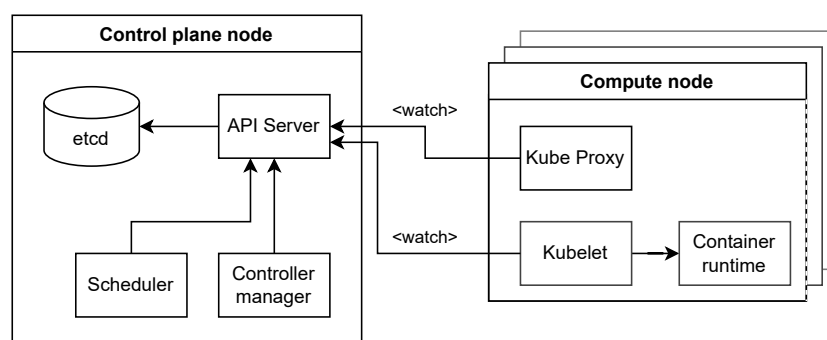 Control plane node
Compute node
etcd
API Server
<watch>
Kube Proxy
<watch>
Kubelet
Container
runtime
Scheduler
Controller
manager